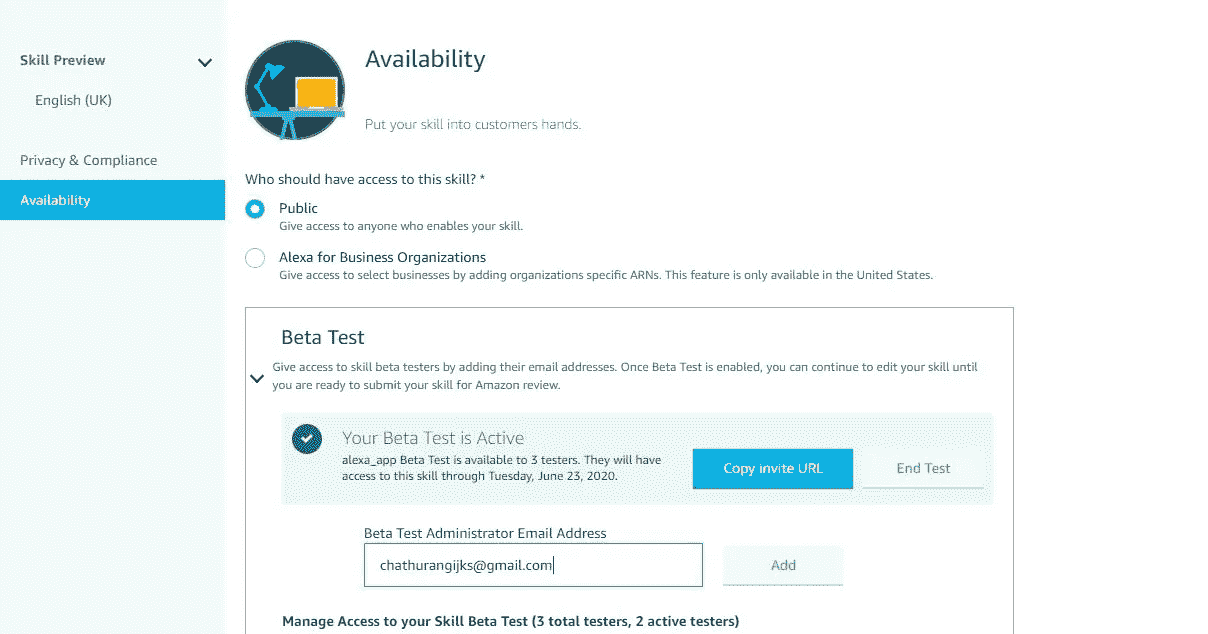 Skill Preview
English (UK)
Privacy & Compliance
Availability
Availability
Put your skill into customers hands.
Who should have access to this skill? *
Public
Give access to anyone who enables your skill.
Alexa for Business Organizations
Give access to select businesses by adding organizations specific ARNs. This feature is only available in the United States.
Beta Test
Give access to skill beta testers by adding their email addresses. Once Beta Test is enabled, you can continue to edit your skill until
you are ready to submit your skill for Amazon review.
Your Beta Test is Active
alexa_app Beta Test is available to 3 testers. They will have
access to this skill through Tuesday, June 23, 2020.
Copy invite URL
End Test
Beta Test Administrator Email Address
chathurangijks@gmail.com
Add
Manage Access to your Skill Beta Test (3 total testers, 2 active testers)